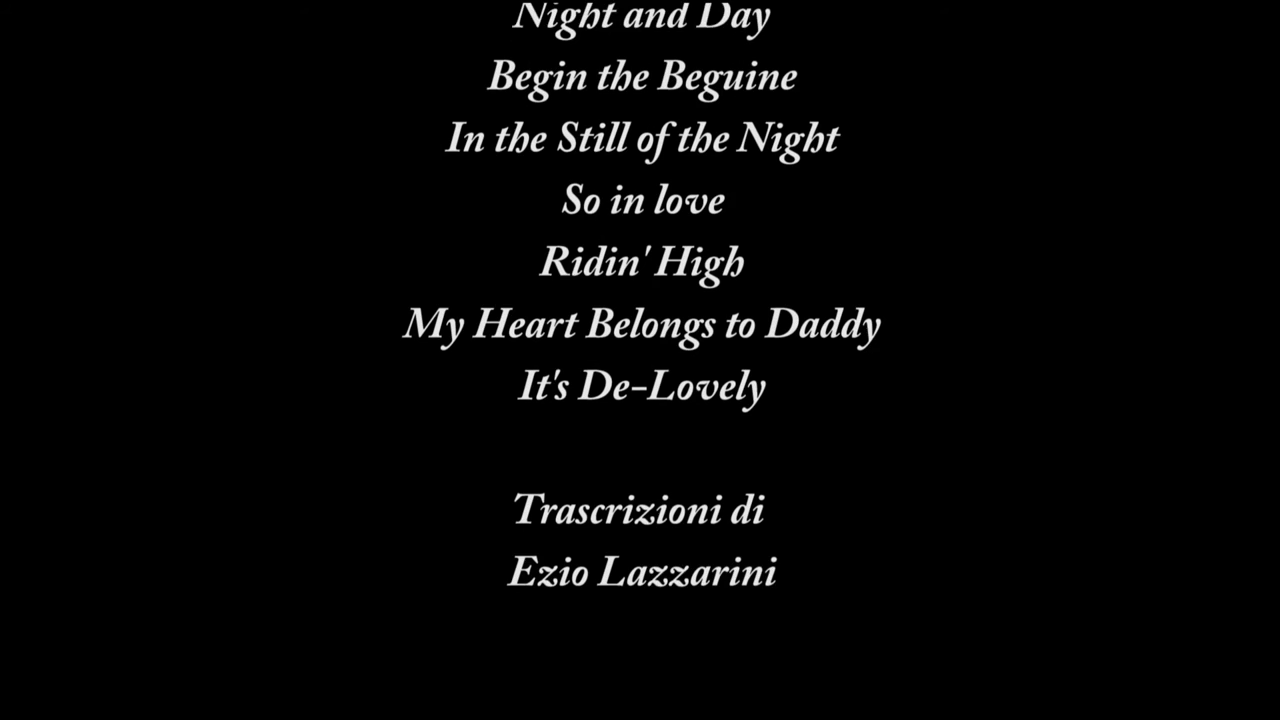 Night and Day
Begin the Beguine
In the Still of the Night
So in love
Ridin' High
My Heart Belongs to Daddy
It's De-Lovely
Trascrizioni di
Ezio Lazzarini